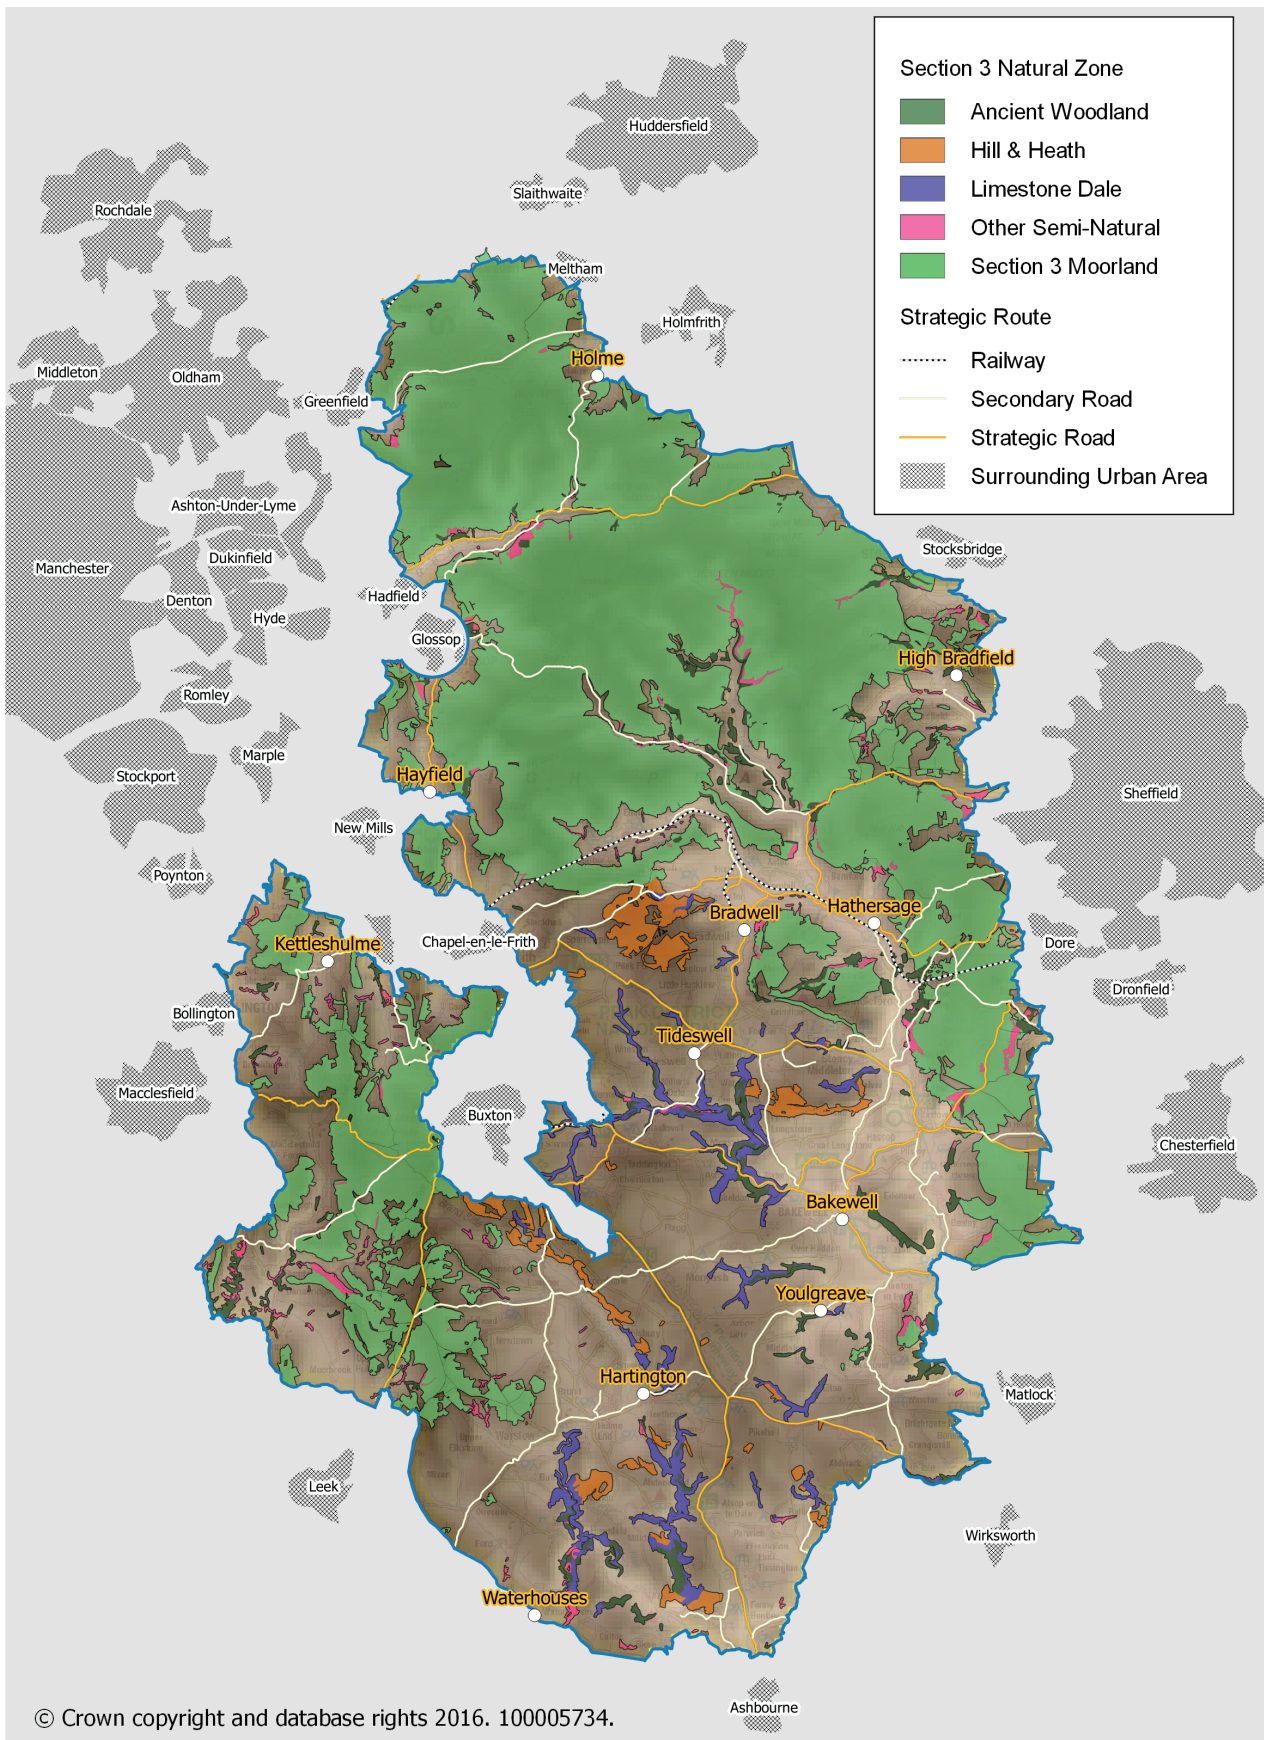 Section 3 Natural Zone
Ancient Woodland
Hill & Heath
Limestone Dale
Other Semi-Natural
Section 3 Moorland
Strategic Route
Railway
Secondary Road
Strategic Road
Surrounding Urban Area
Huddersfield
Slaithwaite
Rochdale
Meltham
Holmfrith
Holme
Middleton
Oldham
Greenfield
Ashton-Under-Lyme
Stocksbridge
Dukinfield
Manchester
Hadfield
Denton
Hyde
Glossop
High Bradfield
Romley
Marple
Stockport
Hayfield
Sheffield
New Mills
Poynton
Hathersage
Bradwell
Kettleshulme
Chapel-en-le-Frith
Dore
Dronfield
Bollington
Tideswell
Macclesfield
Buxton
Chesterfield
Bakewell
Youlgreave
Hartington
Matlock
Leek
Wirksworth
Waterhouses
Ashbourne
© Crown copyright and database rights 2016. 100005734.